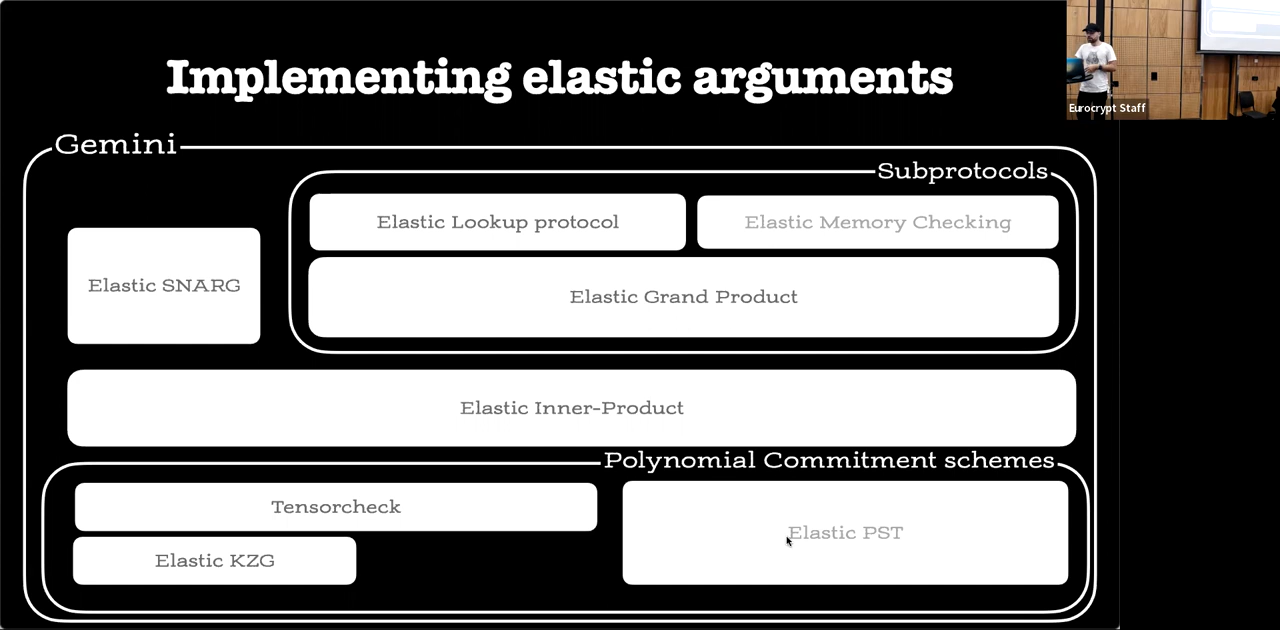 Implementing elastic arguments
Eurocrypt Staff
Gemini
Subprotocols
Elastic Lookup protocol
Elastic Memory Checking
Elastic SNARG
Elastic Grand Product
Elastic Inner-Product
Polynomial Commitment schemes
Tensorcheck
Elastic PST
Elastic KZG